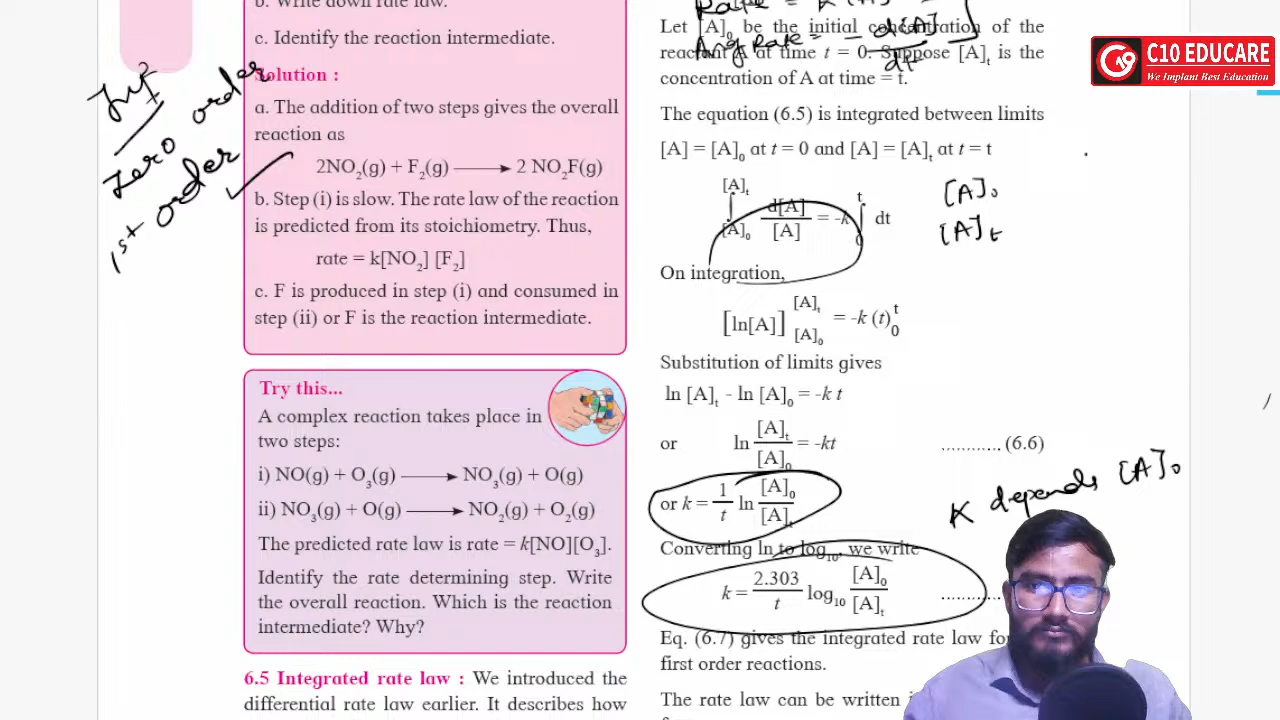 b. Write down rate law.
c. Identify the reaction intermediate.
Solution :
a. The addition of two steps gives the overall
reaction as
2NO₂(g) + F₂(g) ⟶ 2 NO₂F(g)
b. Step (i) is slow. The rate law of the reaction
is predicted from its stoichiometry. Thus,
rate = k[NO₂] [F₂]
c. F is produced in step (i) and consumed in
step (ii) or F is the reaction intermediate.
zero order
1st order
Try this...
A complex reaction takes place in
two steps:
i) NO(g) + O₃(g) ⟶ NO₃(g) + O(g)
ii) NO₃(g) + O(g) ⟶ NO₂(g) + O₂(g)
The predicted rate law is rate = k[NO][O₃].
Identify the rate determining step. Write
the overall reaction. Which is the reaction
intermediate? Why?
6.5 Integrated rate law : We introduced the
differential rate law earlier. It describes how
Rate = K [A]
Avg Rate = - d[A]/dt
Let [A]₀ be the initial concentration of the
reactant A at time t = 0. Suppose [A]ₜ is the
concentration of A at time = t.
The equation (6.5) is integrated between limits
[A] = [A]₀ at t = 0 and [A] = [A]ₜ at t = t
∫[A]₀^[A]ₜ d[A]/[A] = -k ∫₀^t dt
[A]₀
[A]t
On integration,
[ln[A]] [A]ₜ [A]₀ = -k (t)₀^t
Substitution of limits gives
ln [A]ₜ - ln [A]₀ = -k t
or ln [A]ₜ/[A]₀ = -kt ............ (6.6)
or k = 1/t ln [A]₀/[A]ₜ
K depends [A]₀
Converting ln to log₁₀, we write
k = 2.303/t log₁₀ [A]₀/[A]ₜ ............
Eq. (6.7) gives the integrated rate law for
first order reactions.
The rate law can be written
C10 EDUCARE
We Implant Best Education